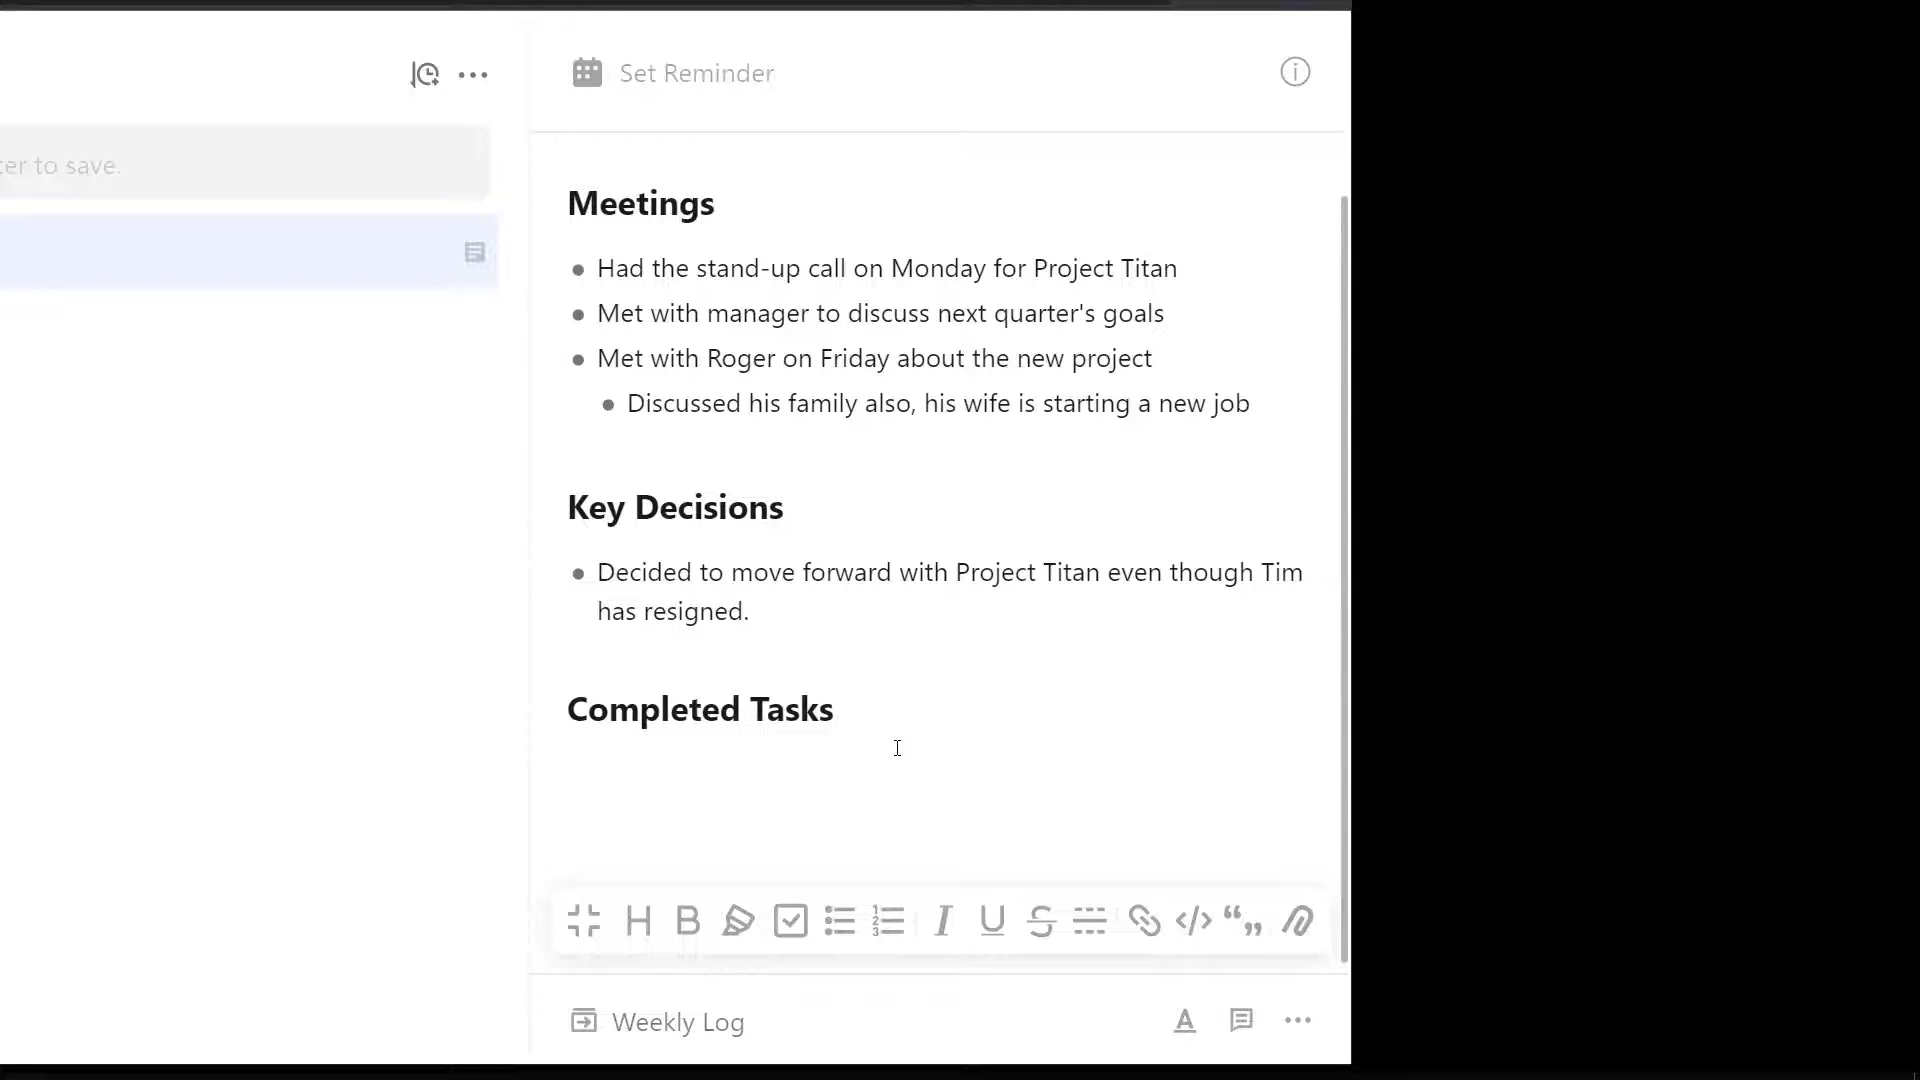 Set Reminder
ter to save.
Meetings
Had the stand-up call on Monday for Project Titan
Met with manager to discuss next quarter's goals
Met with Roger on Friday about the new project
Discussed his family also, his wife is starting a new job
Key Decisions
Decided to move forward with Project Titan even though Tim
has resigned.
Completed Tasks
Weekly Log